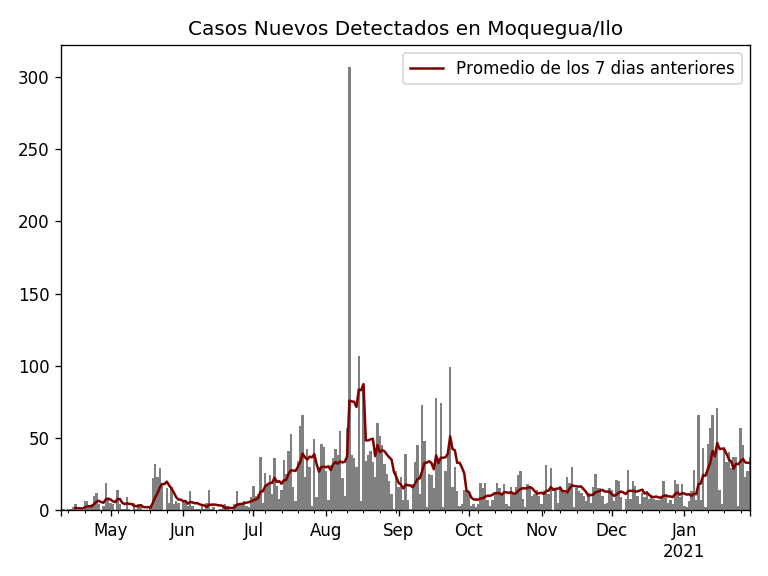 Casos Nuevos Detectados en Moquegua/Ilo
Promedio de los 7 dias anteriores
300
250
200
150
100
50
0
May Jun Jul Aug Sep Oct Nov Dec Jan
2021